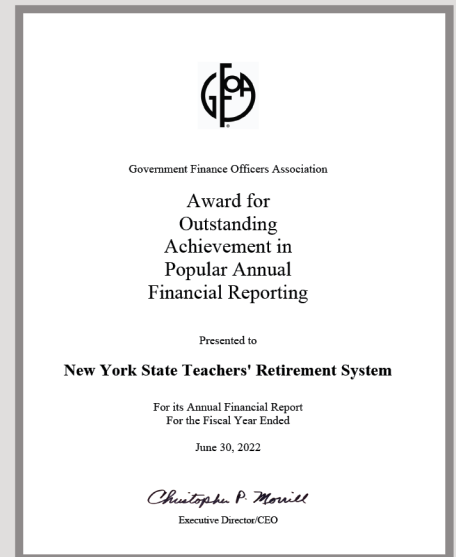 GFOA
Government Finance Officers Association
Award for
Outstanding
Achievement in
Popular Annual
Financial Reporting
Presented to
New York State Teachers' Retirement System
For its Annual Financial Report
For the Fiscal Year Ended
June 30, 2022
Christopher P. Morrill
Executive Director/CEO